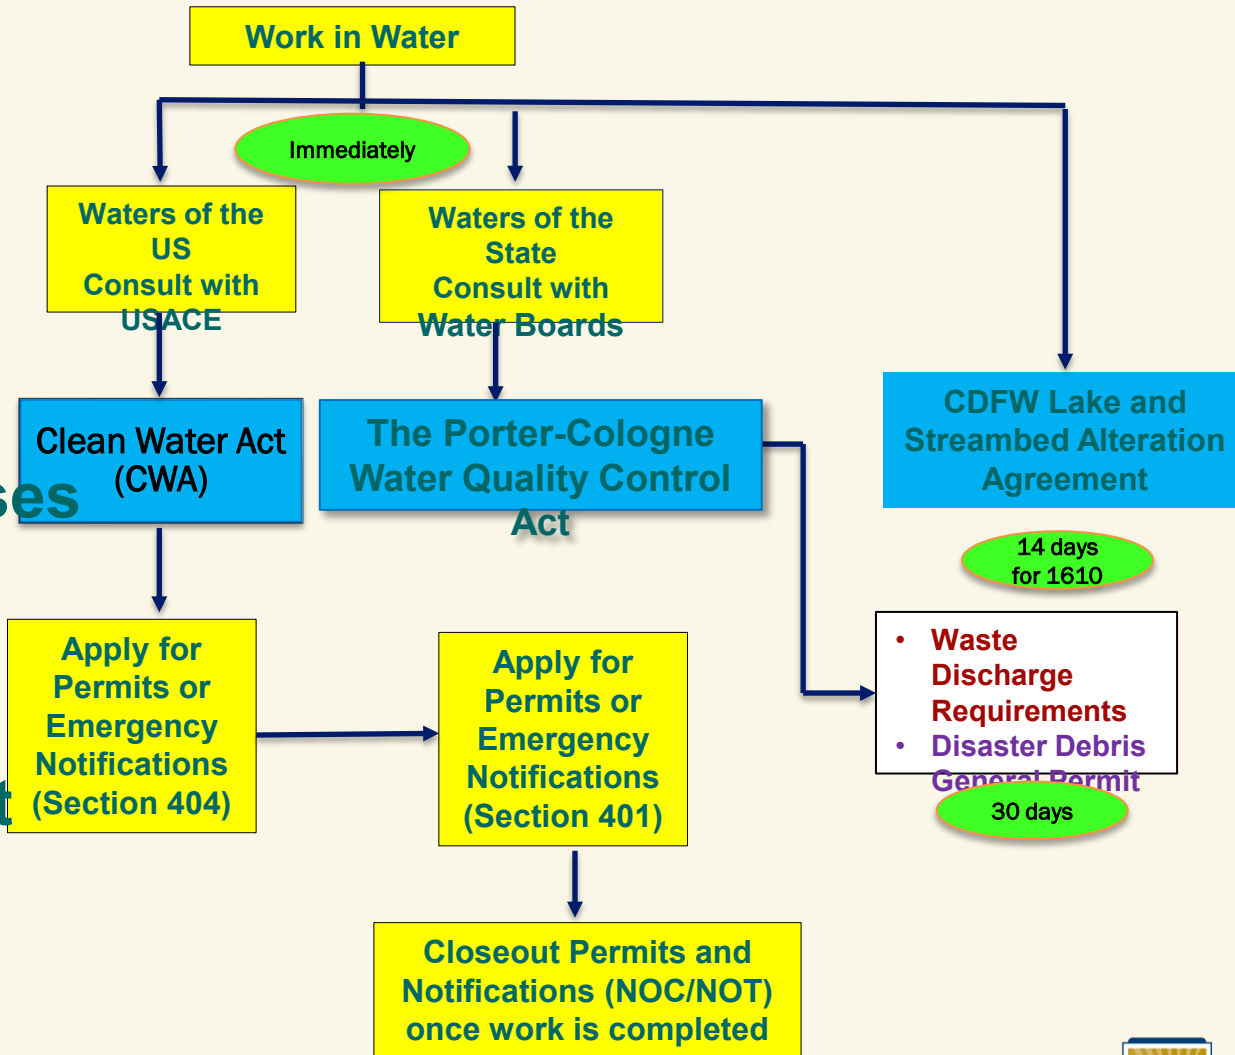 Work in Water
Immediately
Waters of the
US
Consult with
USACE
Waters of the
State
Consult with
Water Boards
Clean Water Act
(CWA)
The Porter-Cologne
Water Quality Control
Act
CDFW Lake and
Streambed Alteration
Agreement
ses
14 days
for 1610
Apply for
Permits or
Emergency
Notifications
(Section 404)
t
Apply for
Permits or
Emergency
Notifications
(Section 401)
• Waste
Discharge
Requirements
• Disaster Debris
General Permit
30 days
Closeout Permits and
Notifications (NOC/NOT)
once work is completed